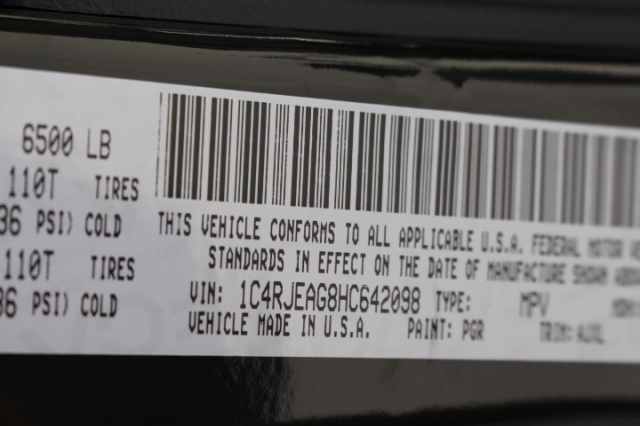 6500 LB
110T TIRES
36 PSI) COLD
110T TIRES
36 PSI) COLD
THIS VEHICLE CONFORMS TO ALL APPLICABLE U.S.A. FEDERAL MOTOR
STANDARDS IN EFFECT ON THE DATE OF MANUFACTURE SHOWN
VIN: 1C4RJEAG8HC642098 TYPE: MPV
VEHICLE MADE IN U.S.A. PAINT: PGR TRIM: